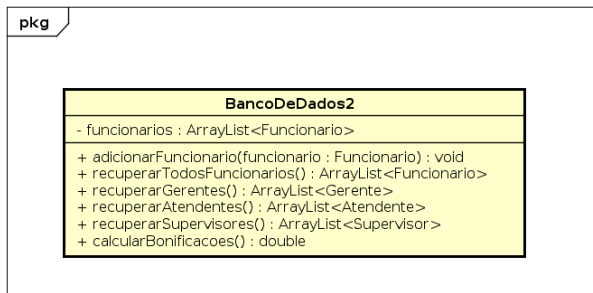 pkg
BancoDeDados2
- funcionarios : ArrayList<Funcionario>
+ adicionarFuncionario(funcionario : Funcionario) : void
+ recuperarTodosFuncionarios() : ArrayList<Funcionario>
+ recuperarGerentes() : ArrayList<Gerente>
+ recuperarAtendentes() : ArrayList<Atendente>
+ recuperarSupervisores() : ArrayList<Supervisor>
+ calcularBonificacoes() : double